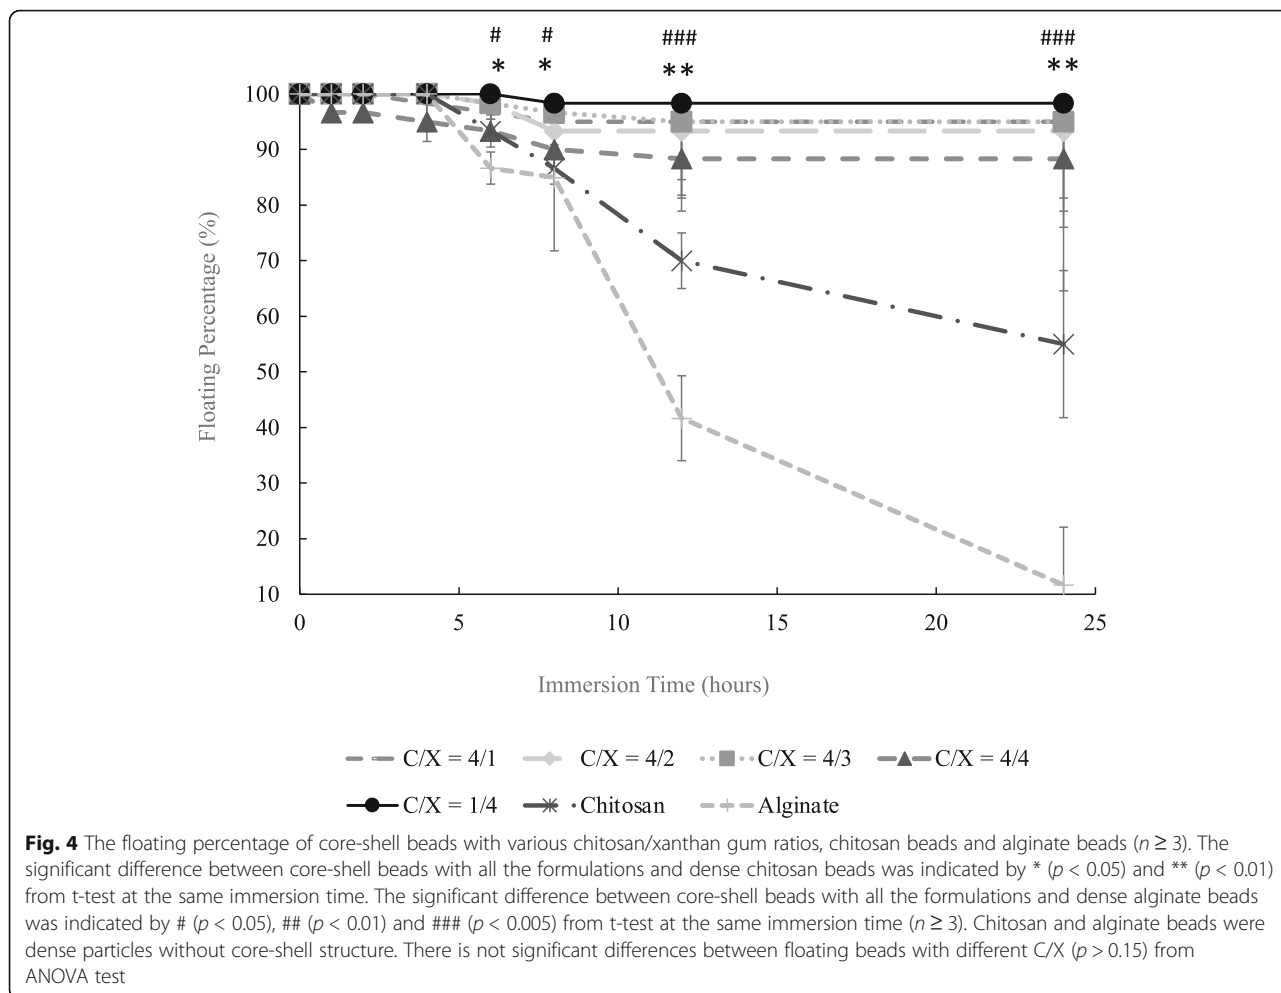 # # ### ###
* * ** **
100
90
80
70
60
50
40
30
20
10
Floating Percentage (%)
0 5 10 15 20 25
Immersion Time (hours)
C/X = 4/1 C/X = 4/2 C/X = 4/3 C/X = 4/4
C/X = 1/4 Chitosan Alginate
Fig. 4 The floating percentage of core-shell beads with various chitosan/xanthan gum ratios, chitosan beads and alginate beads (n ≥ 3). The
significant difference between core-shell beads with all the formulations and dense chitosan beads was indicated by * (p < 0.05) and ** (p < 0.01)
from t-test at the same immersion time. The significant difference between core-shell beads with all the formulations and dense alginate beads
was indicated by # (p < 0.05), ## (p < 0.01) and ### (p < 0.005) from t-test at the same immersion time (n ≥ 3). Chitosan and alginate beads were
dense particles without core-shell structure. There is not significant differences between floating beads with different C/X (p > 0.15) from
ANOVA test